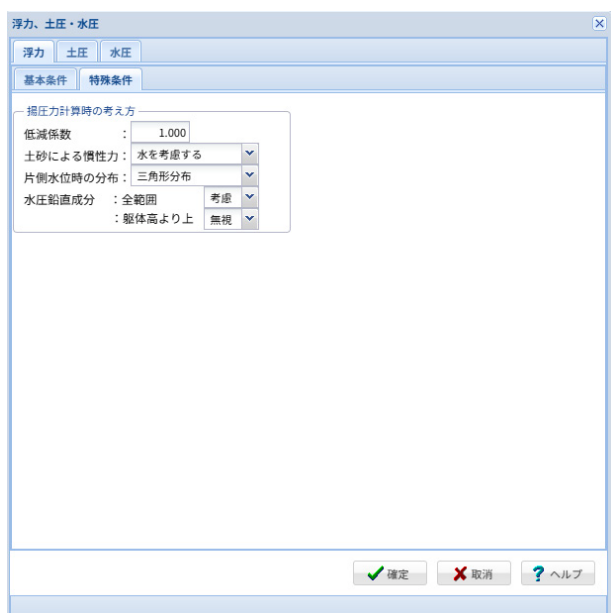 浮力、土圧・水圧
浮力 土圧 水圧
基本条件 特殊条件
揚圧力計算時の考え方
低減係数 : 1.000
土砂による慣性力: 水を考慮する
片側水位時の分布: 三角形分布
水圧鉛直成分 :全範囲 考慮
:躯体高より上 無視
確定 取消 ? ヘルプ